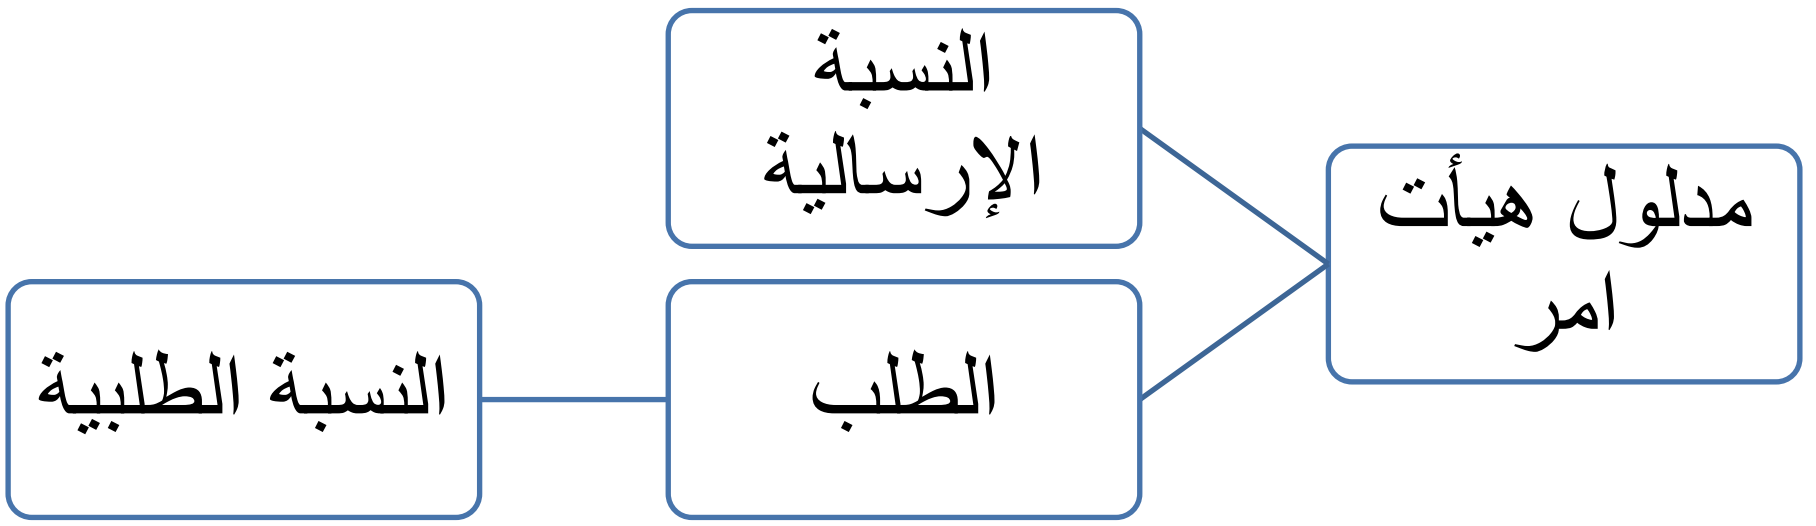 مدلول هيأت
امر
النسبة
الإرسالية
الطلب
النسبة الطلبية